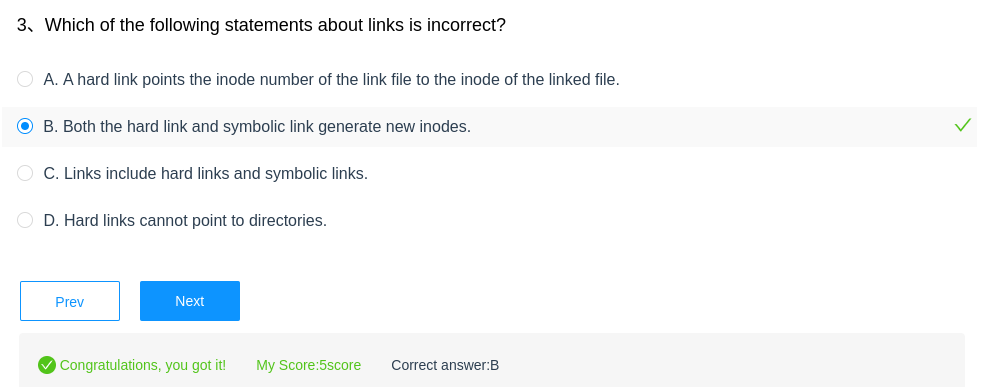 3、Which of the following statements about links is incorrect?
A. A hard link points the inode number of the link file to the inode of the linked file.
B. Both the hard link and symbolic link generate new inodes.
C. Links include hard links and symbolic links.
D. Hard links cannot point to directories.
Prev Next
Congratulations, you got it! My Score:5score Correct answer:B